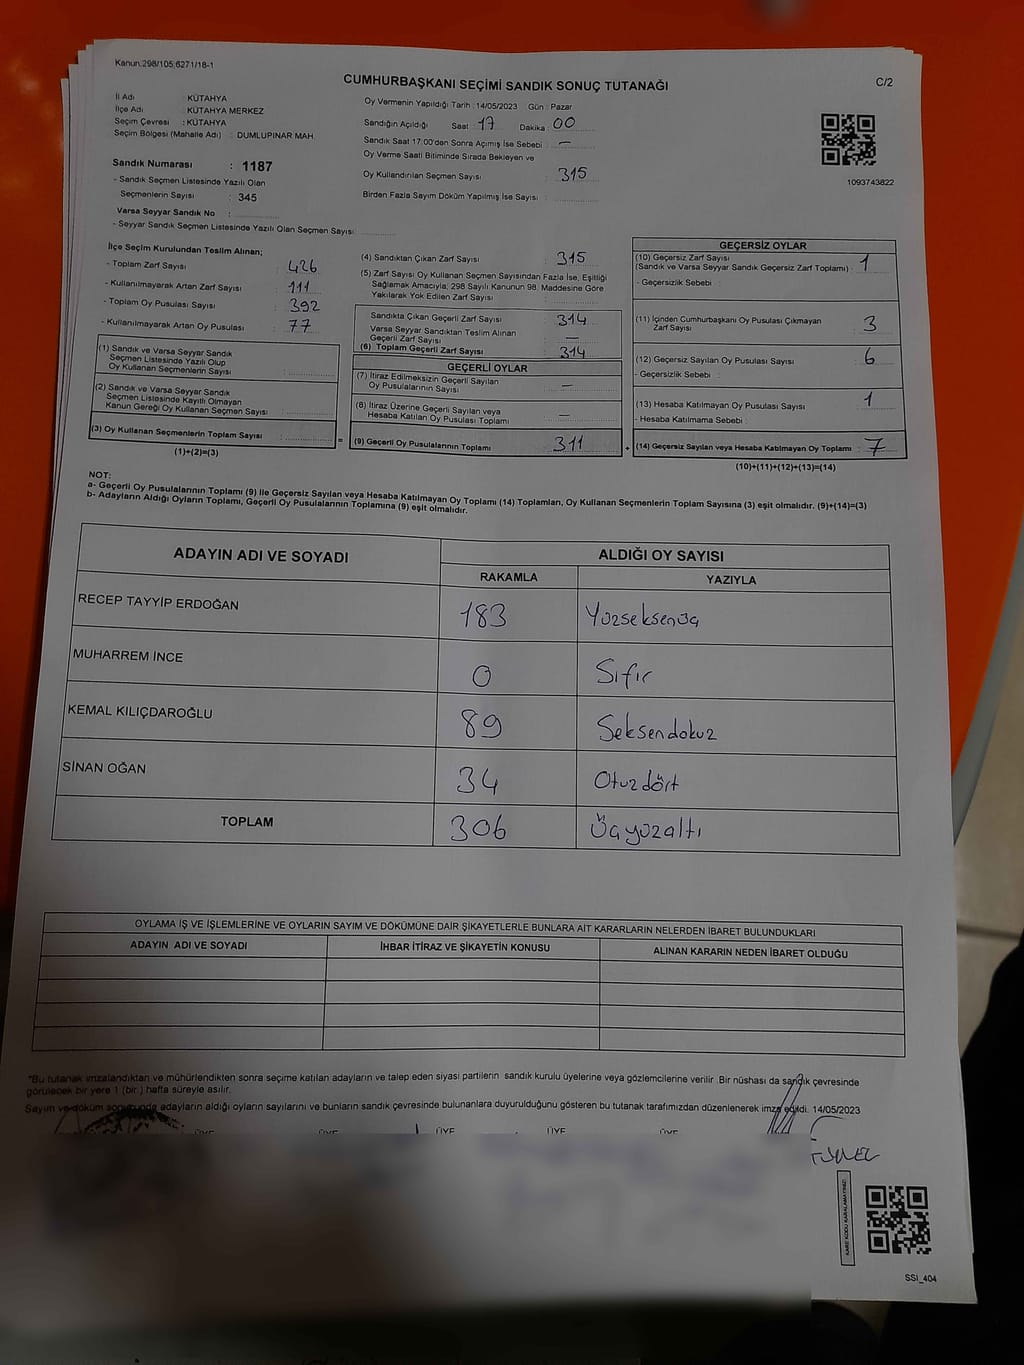 Kanun:298/105;6271/18-1
CUMHURBAŞKANI SEÇİMİ SANDIK SONUÇ TUTANAĞI
C/2
İl Adı : KÜTAHYA
İlçe Adı : KÜTAHYA MERKEZ
Seçim Çevresi : KÜTAHYA
Seçim Bölgesi (Mahalle Adı) : DUMLUPINAR MAH.
Sandık Numarası : 1187
- Sandık Seçmen Listesinde Yazılı Olan
Seçmenlerin Sayısı : 345
Varsa Seyyar Sandık No :
- Seyyar Sandık Seçmen Listesinde Yazılı Olan Seçmen Sayısı:
Oy Vermenin Yapıldığı Tarih :14/05/2023 Gün : Pazar
Sandığın Açıldığı Saat : 17 Dakika 00
Sandık Saat 17:00'den Sonra Açımış İse Sebebi : —
Oy Verme Saati Bitiminde Sırada Bekleyen ve
Oy Kullandırılan Seçmen Sayısı : 315
Birden Fazla Sayım Döküm Yapılmış İse Sayısı :
1093743822
İlçe Seçim Kurulundan Teslim Alınan;
- Toplam Zarf Sayısı : 426
- Kullanılmayarak Artan Zarf Sayısı : 111
- Toplam Oy Pusulası Sayısı : 392
- Kullanılmayarak Artan Oy Pusulası : 77
(1) Sandık ve Varsa Seyyar Sandık
Seçmen Listesinde Yazılı Olup
Oy Kullanan Seçmenlerin Sayısı :
(2) Sandık ve Varsa Seyyar Sandık
Seçmen Listesinde Kayıtlı Olmayan
Kanun Gereği Oy Kullanan Seçmen Sayısı :
(3) Oy Kullanan Seçmenlerin Toplam Sayısı :
(1)+(2)=(3)
(4) Sandıktan Çıkan Zarf Sayısı : 315
(5) Zarf Sayısı Oy Kullanan Seçmen Sayısından Fazla İse, Eşitliği
Sağlamak Amacıyla; 298 Sayılı Kanunun 98. Maddesine Göre
Yakılarak Yok Edilen Zarf Sayısı :
Sandıkta Çıkan Geçerli Zarf Sayısı : 314
Varsa Seyyar Sandıktan Teslim Alınan
Geçerli Zarf Sayısı : —
(6) Toplam Geçerli Zarf Sayısı : 314
GEÇERLİ OYLAR
(7) İtiraz Edilmeksizin Geçerli Sayılan
Oy Pusulalarının Sayısı : —
(8) İtiraz Üzerine Geçerli Sayılan veya
Hesaba Katılan Oy Pusulaları Toplamı : —
= (9) Geçerli Oy Pusulalarının Toplamı : 311
GEÇERSİZ OYLAR
(10) Geçersiz Zarf Sayısı
(Sandık ve Varsa Seyyar Sandık Geçersiz Zarf Toplamı) : 1
- Geçersizlik Sebebi :
(11) İçinden Cumhurbaşkanı Oy Pusulası Çıkmayan
Zarf Sayısı : 3
(12) Geçersiz Sayılan Oy Pusulası Sayısı : 6
- Geçersizlik Sebebi :
(13) Hesaba Katılmayan Oy Pusulası Sayısı : 1
- Hesaba Katılmama Sebebi :
+ (14) Geçersiz Sayılan veya Hesaba Katılmayan Oy Toplamı : 7
(10)+(11)+(12)+(13)=(14)
NOT:
a- Geçerli Oy Pusulalarının Toplamı (9) ile Geçersiz Sayılan veya Hesaba Katılmayan Oy Toplamı (14) Toplamları, Oy Kullanan Seçmenlerin Toplam Sayısına (3) eşit olmalıdır. (9)+(14)=(3)
b- Adayların Aldığı Oyların Toplamı, Geçerli Oy Pusulalarının Toplamına (9) eşit olmalıdır.
ADAYIN ADI VE SOYADI ALDIĞI OY SAYISI
RAKAMLA YAZIYLA
RECEP TAYYİP ERDOĞAN 183 Yüzseksenüç
MUHARREM İNCE 0 Sıfır
KEMAL KILIÇDAROĞLU 89 Seksendokuz
SİNAN OĞAN 34 Otuzdört
TOPLAM 306 Üçyüzaltı
OYLAMA İŞ VE İŞLEMLERİNE VE OYLARIN SAYIM VE DÖKÜMÜNE DAİR ŞİKAYETLERLE BUNLARA AİT KARARLARIN NELERDEN İBARET BULUNDUKLARI
ADAYIN ADI VE SOYADI İHBAR İTİRAZ VE ŞİKAYETİN KONUSU ALINAN KARARIN NEDEN İBARET OLDUĞU
*Bu tutanak imzalandıktan ve mühürlendikten sonra seçime katılan adayların ve talep eden siyasi partilerin sandık kurulu üyelerine veya gözlemcilerine verilir .Bir nüshası da sandık çevresinde
görülecek bir yere 1 (bir ) hafta süreyle asılır.
Sayım ve döküm sonucunda adayların aldığı oyların sayılarını ve bunların sandık çevresinde bulunanlara duyurulduğunu gösteren bu tutanak tarafımızdan düzenlenerek imza edildi. 14/05/2023
ÜYE ÜYE ÜYE ÜYE ÜYE
KARE KODU KARALAMAYINIZ!
SSİ_404